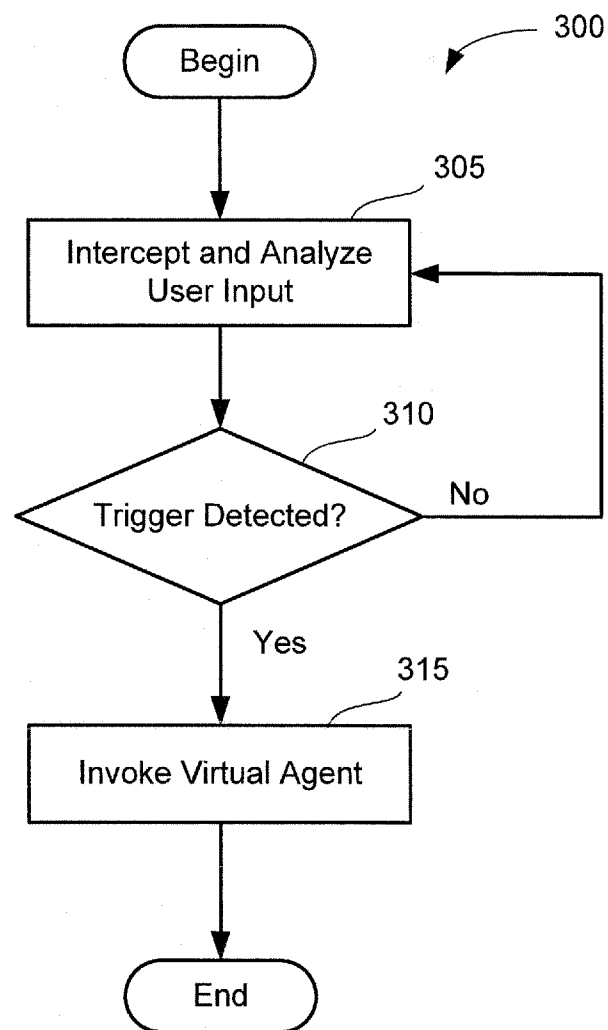 300
Begin
305
Intercept and Analyze
User Input
310
Trigger Detected?
No
Yes
315
Invoke Virtual Agent
End